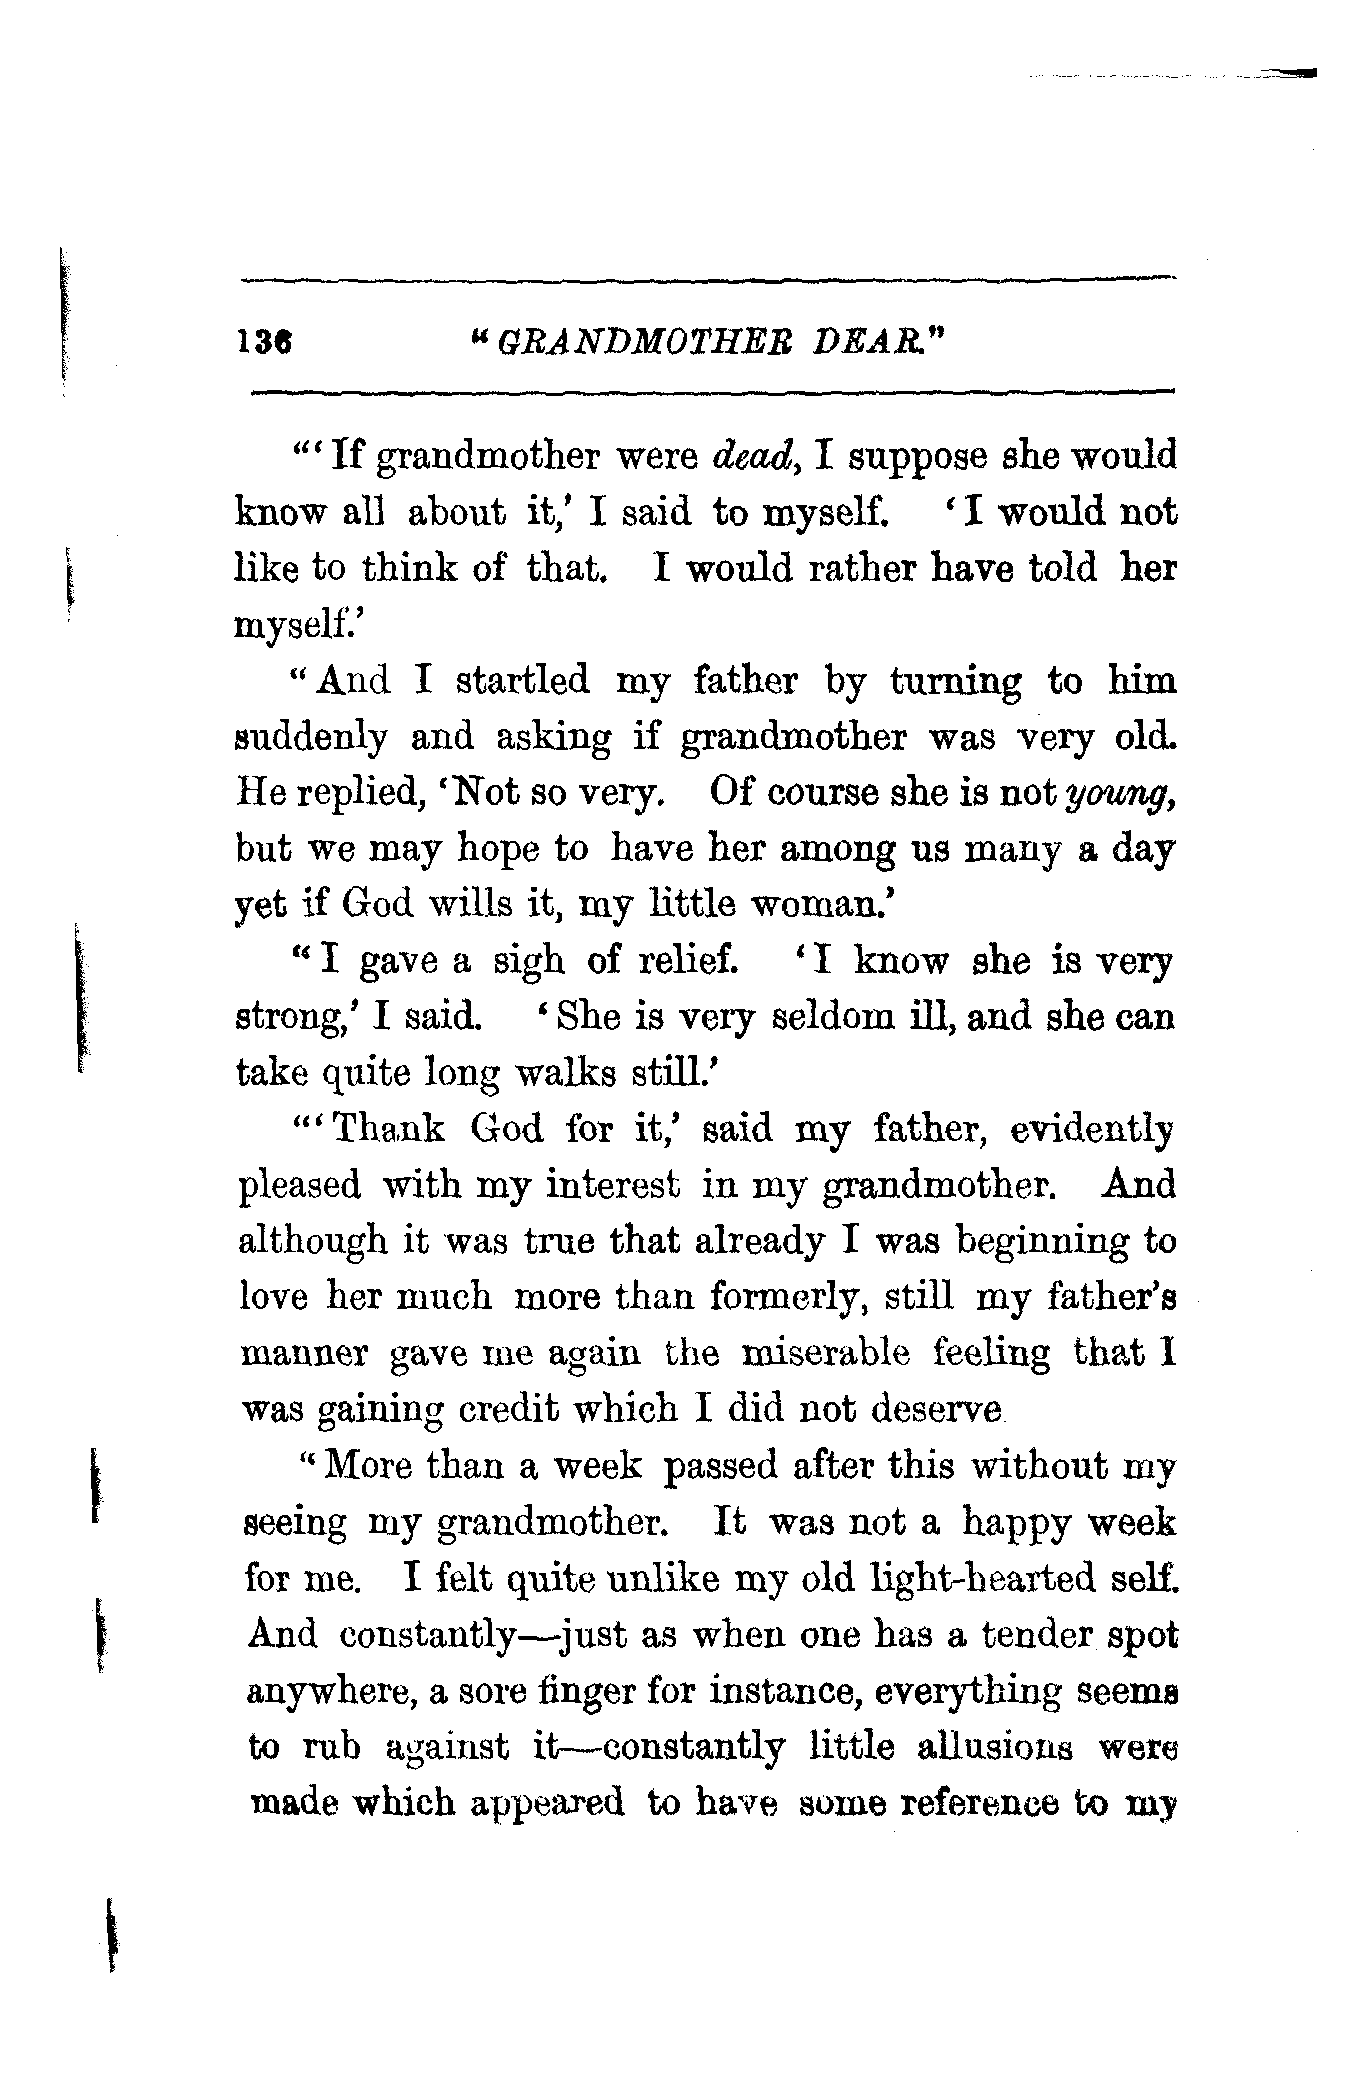 136 “GRANDMOTHER DEAR.”
“‘If grandmother were dead, I suppose she would
know all about it,’ I said to myself. ‘I would not
like to think of that. I would rather have told her
myself.’
“And I startled my father by turning to him
suddenly and asking if grandmother was very old.
He replied, ‘Not so very. Of course she is not young,
but we may hope to have her among us many a day
yet if God wills it, my little woman.’
“I gave a sigh of relief. ‘I know she is very
strong,’ I said. ‘She is very seldom ill, and she can
take quite long walks still.’
“‘Thank God for it,’ said my father, evidently
pleased with my interest in my grandmother. And
although it was true that already I was beginning to
love her much more than formerly, still my father’s
manner gave me again the miserable feeling that I
was gaining credit which I did not deserve.
“More than a week passed after this without my
seeing my grandmother. It was not a happy week
for me. I felt quite unlike my old light-hearted self.
And constantly—just as when one has a tender spot
anywhere, a sore finger for instance, everything seems
to rub against it—constantly little allusions were
made which appeared to have some reference to my